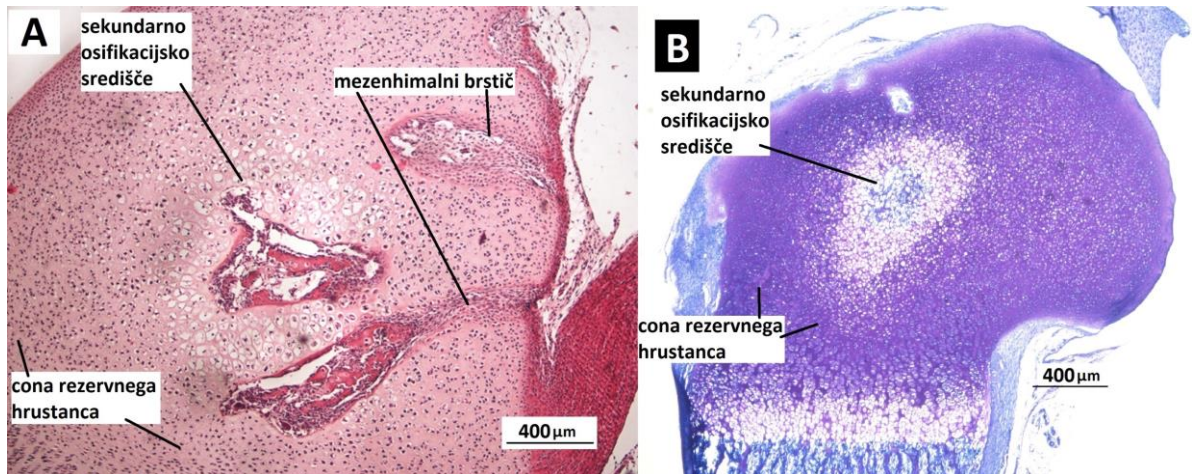 A
sekundarno
osifikacijsko
središče
mezenhimalni brstič
cona rezervnega
hrustanca
400 µm
B
sekundarno
osifikacijsko
središče
cona rezervnega
hrustanca
400 µm